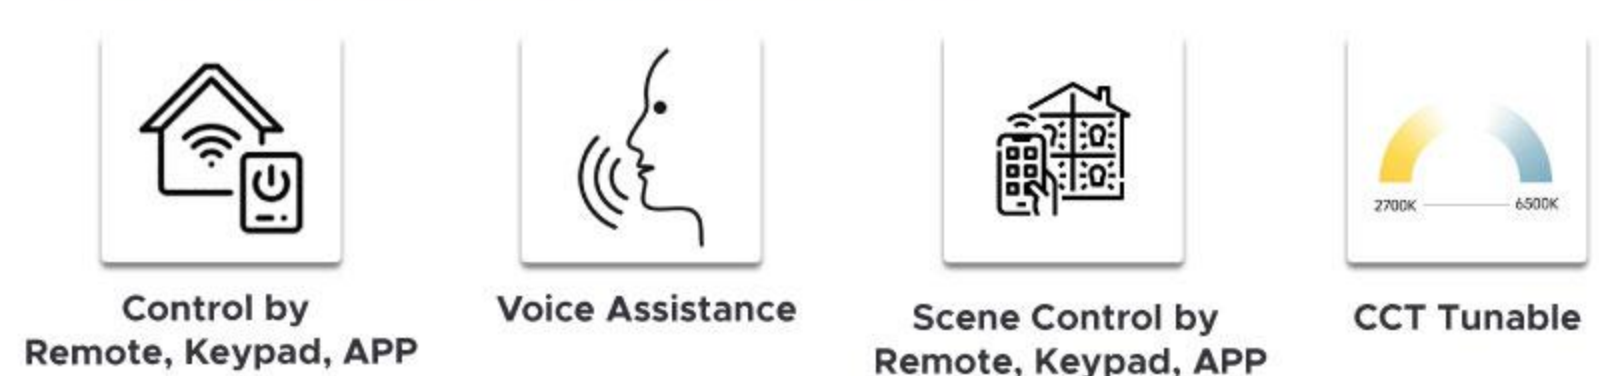 2700K
6500K
Control by
Remote, Keypad, APP
Voice Assistance
Scene Control by
Remote, Keypad, APP
CCT Tunable